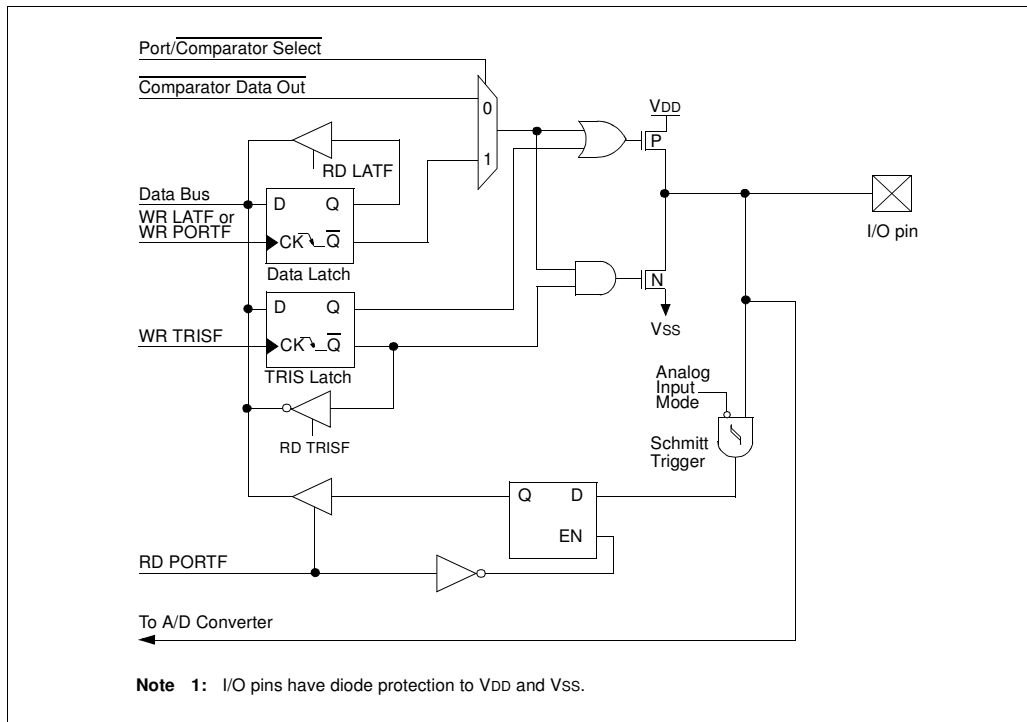 Port/Comparator Select
Comparator Data Out
0
1
VDD
P
RD LATF
Data Bus
WR LATF or
WR PORTF
D Q
CK Q
Data Latch
I/O pin
N
VSS
D Q
WR TRISF
CK Q
TRIS Latch
RD TRISF
Analog
Input
Mode
Schmitt
Trigger
Q D
EN
RD PORTF
To A/D Converter
Note 1: I/O pins have diode protection to VDD and VSS.